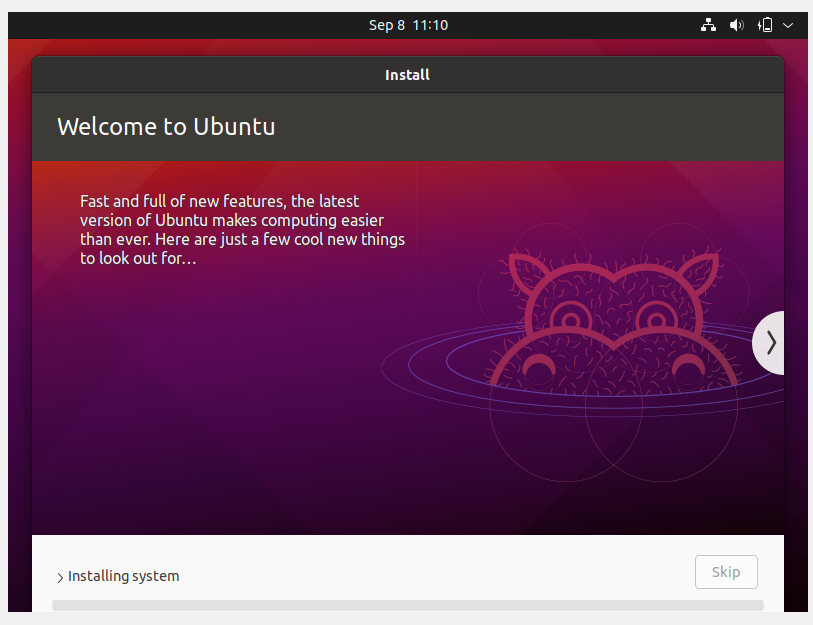 Sep 8 11:10
Install
Welcome to Ubuntu
Fast and full of new features, the latest
version of Ubuntu makes computing easier
than ever. Here are just a few cool new things
to look out for…
Installing system
Skip